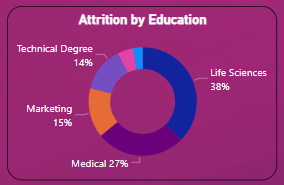 Attrition by Education
Technical Degree
14%
Life Sciences
38%
Marketing
15%
Medical 27%